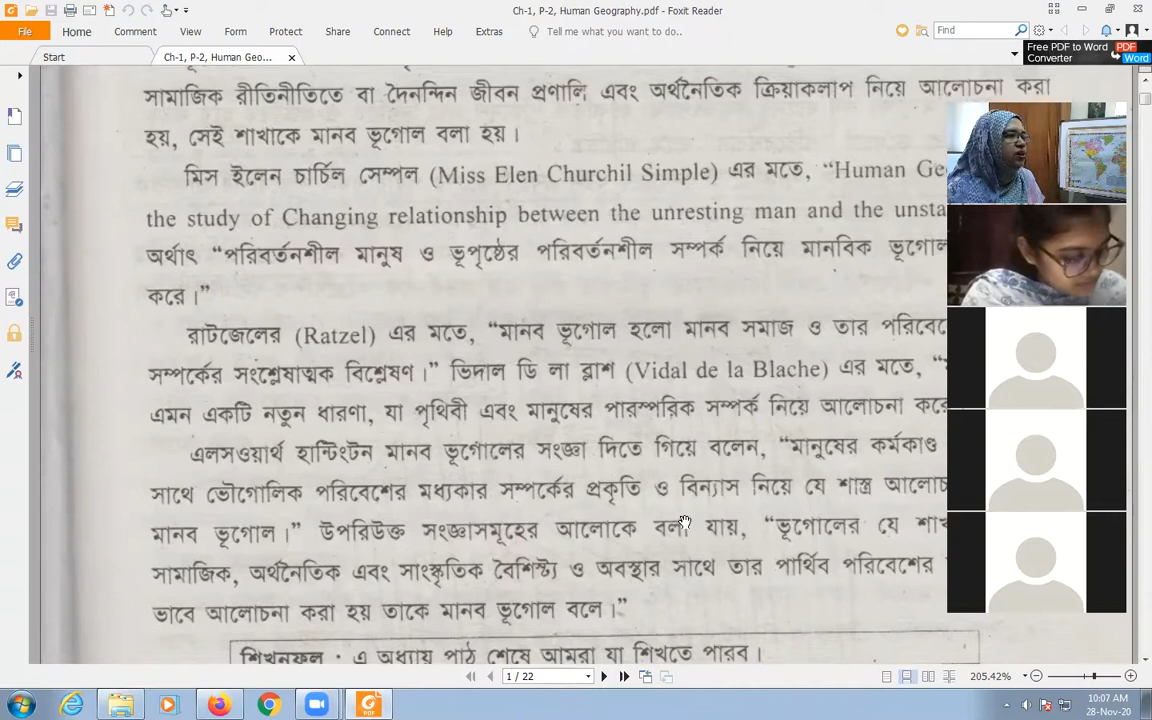 Ch-1, P-2, Human Geography.pdf - Foxit Reader
File Home Comment View Form Protect Share Connect Help Extras Tell me what you want to do.. Find
Start Ch-1, P-2, Human Geo...
Free PDF to Word Converter PDF Word
সামাজিক রীতিনীতিতে বা দৈনন্দিন জীবন প্রণালি এবং অর্থনৈতিক ক্রিয়াকলাপ নিয়ে আলোচনা করা
হয়, সেই শাখাকে মানব ভূগোল বলা হয়।
মিস ইলেন চার্চিল সেম্পল (Miss Elen Churchil Simple) এর মতে, “Human Ge
the study of Changing relationship between the unresting man and the unsta
অর্থাৎ “পরিবর্তনশীল মানুষ ও ভূপৃষ্ঠের পরিবর্তনশীল সম্পর্ক নিয়ে মানবিক ভূগোল
করে।”
রাটজেলের (Ratzel) এর মতে, “মানব ভূগোল হলো মানব সমাজ ও তার পরিবে
সম্পর্কের সংশ্লেষাত্মক বিশ্লেষণ।” ভিদাল ডি লা ব্লাশ (Vidal de la Blache) এর মতে, “
এমন একটি নতুন ধারণা, যা পৃথিবী এবং মানুষের পারস্পরিক সম্পর্ক নিয়ে আলোচনা করে
এলসওয়ার্থ হান্টিংটন মানব ভূগোলের সংজ্ঞা দিতে গিয়ে বলেন, “মানুষের কর্মকাণ্ড
সাথে ভৌগোলিক পরিবেশের মধ্যকার সম্পর্কের প্রকৃতি ও বিন্যাস নিয়ে যে শাস্ত্র আলোচ
মানব ভূগোল।” উপরিউক্ত সংজ্ঞাসমূহের আলোকে বলা যায়, “ভূগোলের যে শাখ
সামাজিক, অর্থনৈতিক এবং সাংস্কৃতিক বৈশিষ্ট্য ও অবস্থার সাথে তার পার্থিব পরিবেশের
ভাবে আলোচনা করা হয় তাকে মানব ভূগোল বলে।”
শিখনফল : এ অধ্যায় পাঠ শেষে আমরা যা শিখতে পারব।
1 / 22 205.42%
10:07 AM
28-Nov-20